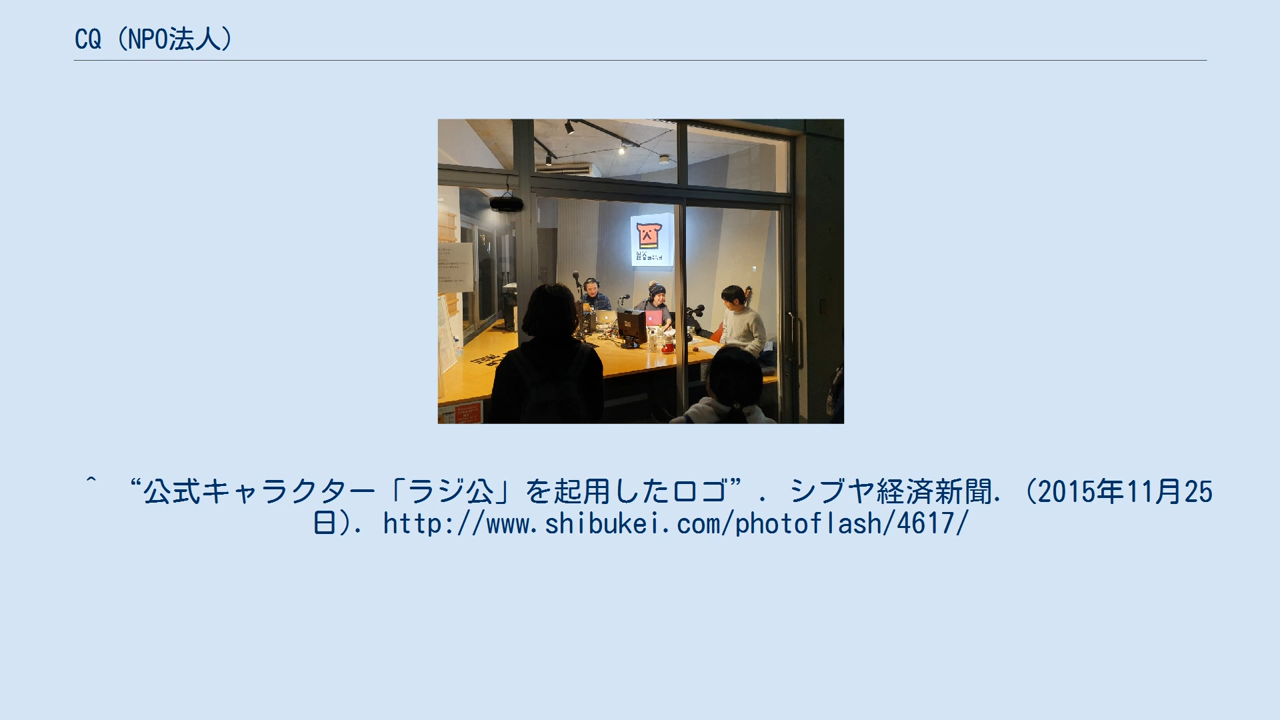 CQ (NPO法人)
^ “公式キャラクター「ラジ公」を起用したロゴ”. シブヤ経済新聞. (2015年11月25
日). http://www.shibukei.com/photoflash/4617/